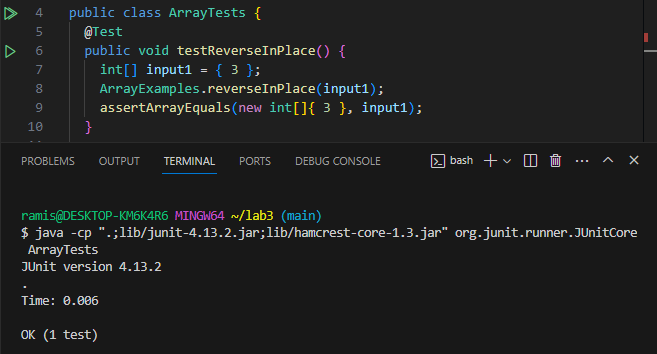 4 public class ArrayTests {
5 @Test
6 public void testReverseInPlace() {
7 int[] input1 = { 3 };
8 ArrayExamples.reverseInPlace(input1);
9 assertArrayEquals(new int[]{ 3 }, input1);
10 }
PROBLEMS OUTPUT TERMINAL PORTS DEBUG CONSOLE bash
ramis@DESKTOP-KM6K4R6 MINGW64 ~/lab3 (main)
$ java -cp ".;lib/junit-4.13.2.jar;lib/hamcrest-core-1.3.jar" org.junit.runner.JUnitCore
ArrayTests
JUnit version 4.13.2
.
Time: 0.006
OK (1 test)